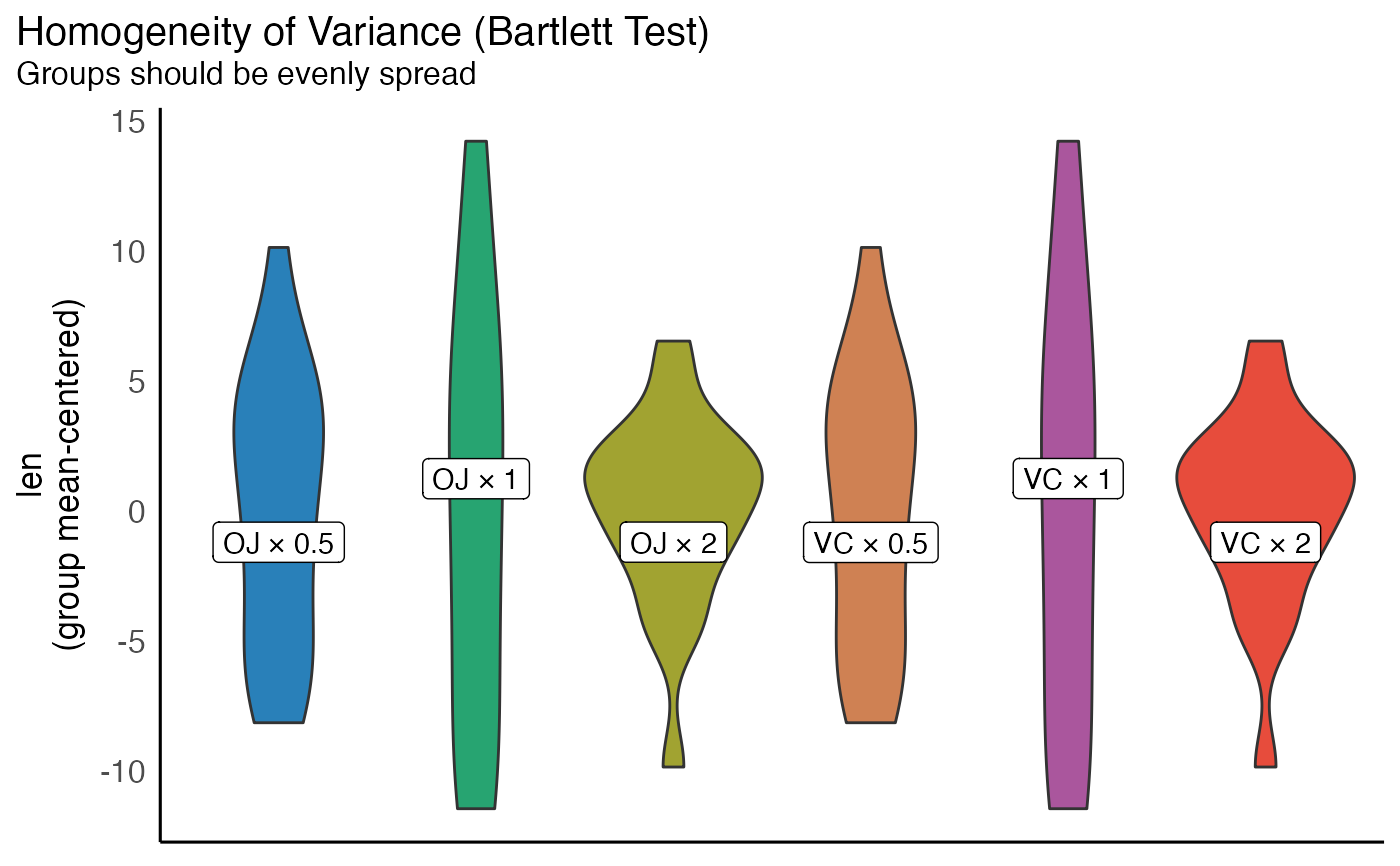 Homogeneity of Variance (Bartlett Test)
Groups should be evenly spread
15
10
5
0
-5
-10
len
(group mean-centered)
OJ × 0.5
OJ × 1
OJ × 2
VC × 0.5
VC × 1
VC × 2